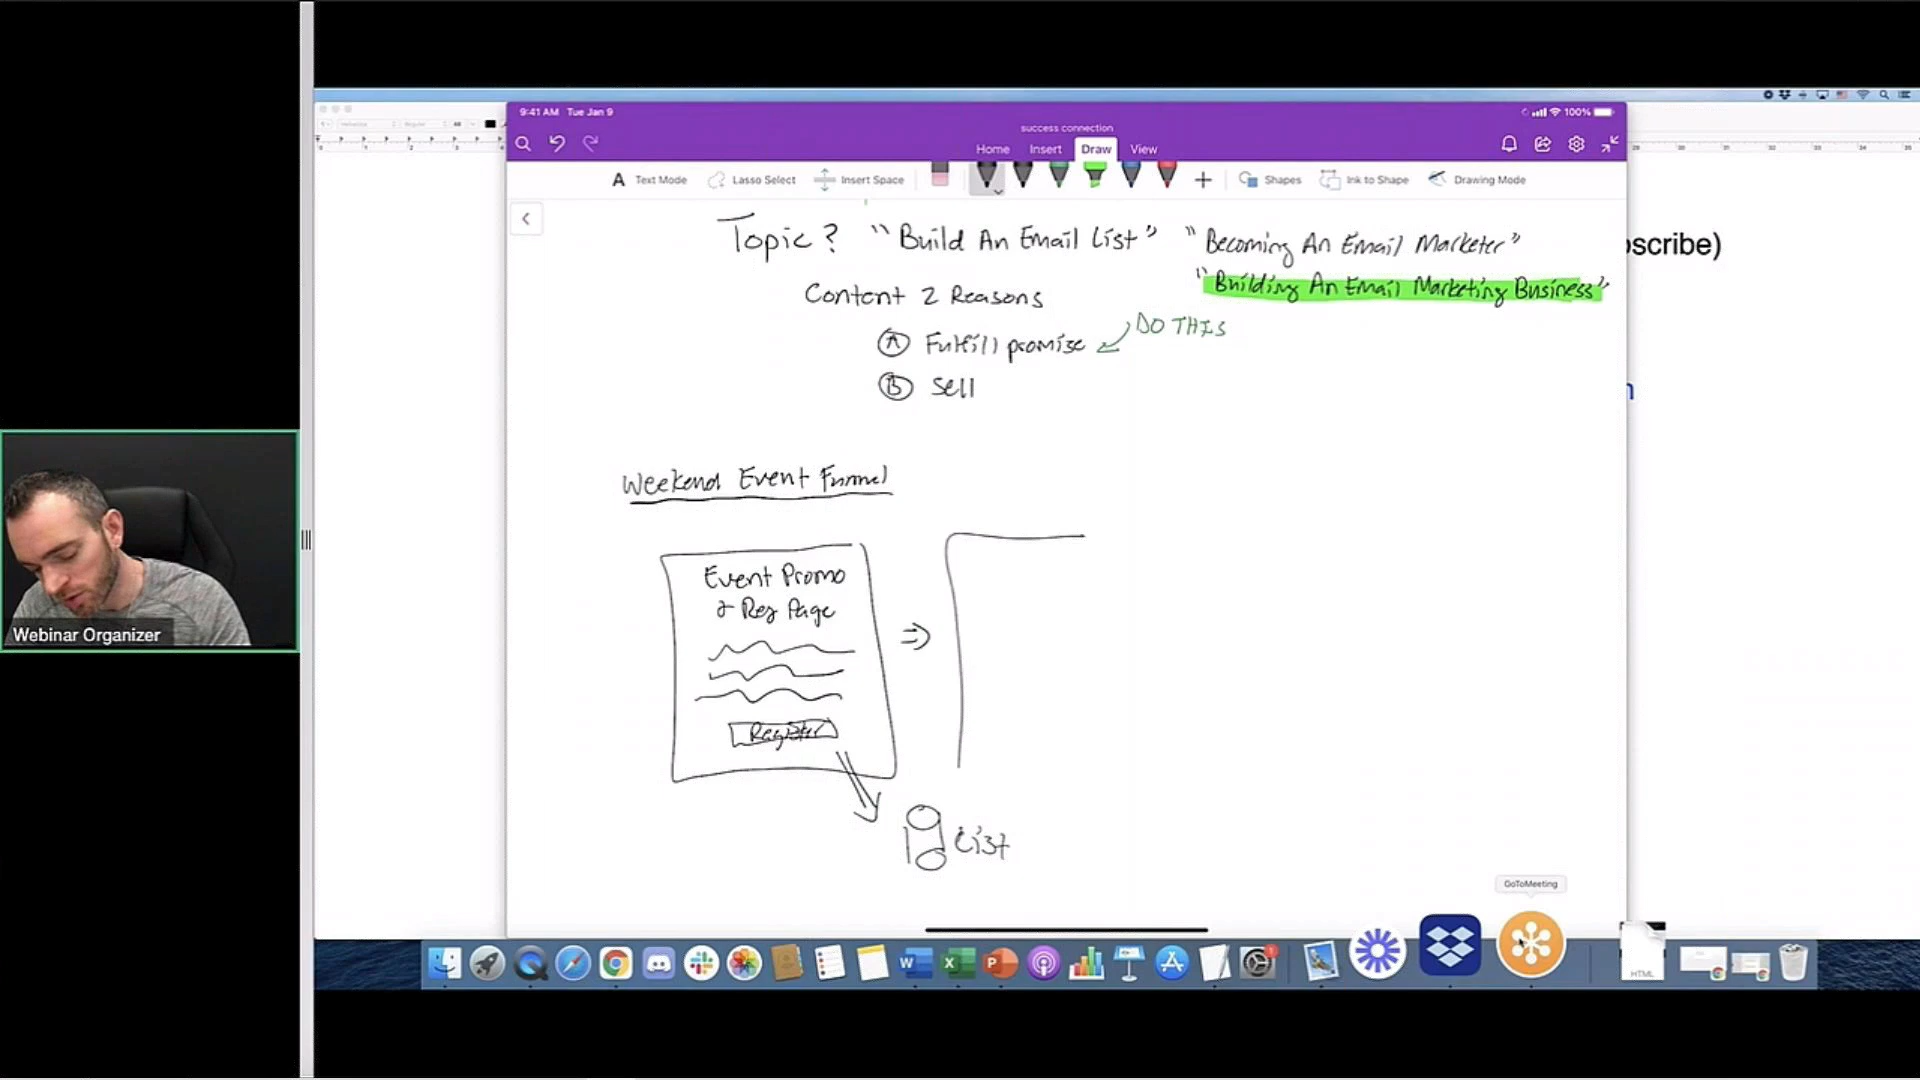 9:41 AM Tue Jan 9
100%
success connection
Home Insert Draw View
Text Mode Lasso Select Insert Space Shapes Ink to Shape Drawing Mode
Topic? "Build An Email List" "Becoming An Email Marketer"
"Building An Email Marketing Business"
Content 2 Reasons
A Fulfill promise DO THIS
B Sell
Weekend Event Funnel
Event Promo
& Reg Page
Register
List
scribe)
Webinar Organizer
GoToMeeting
HTML